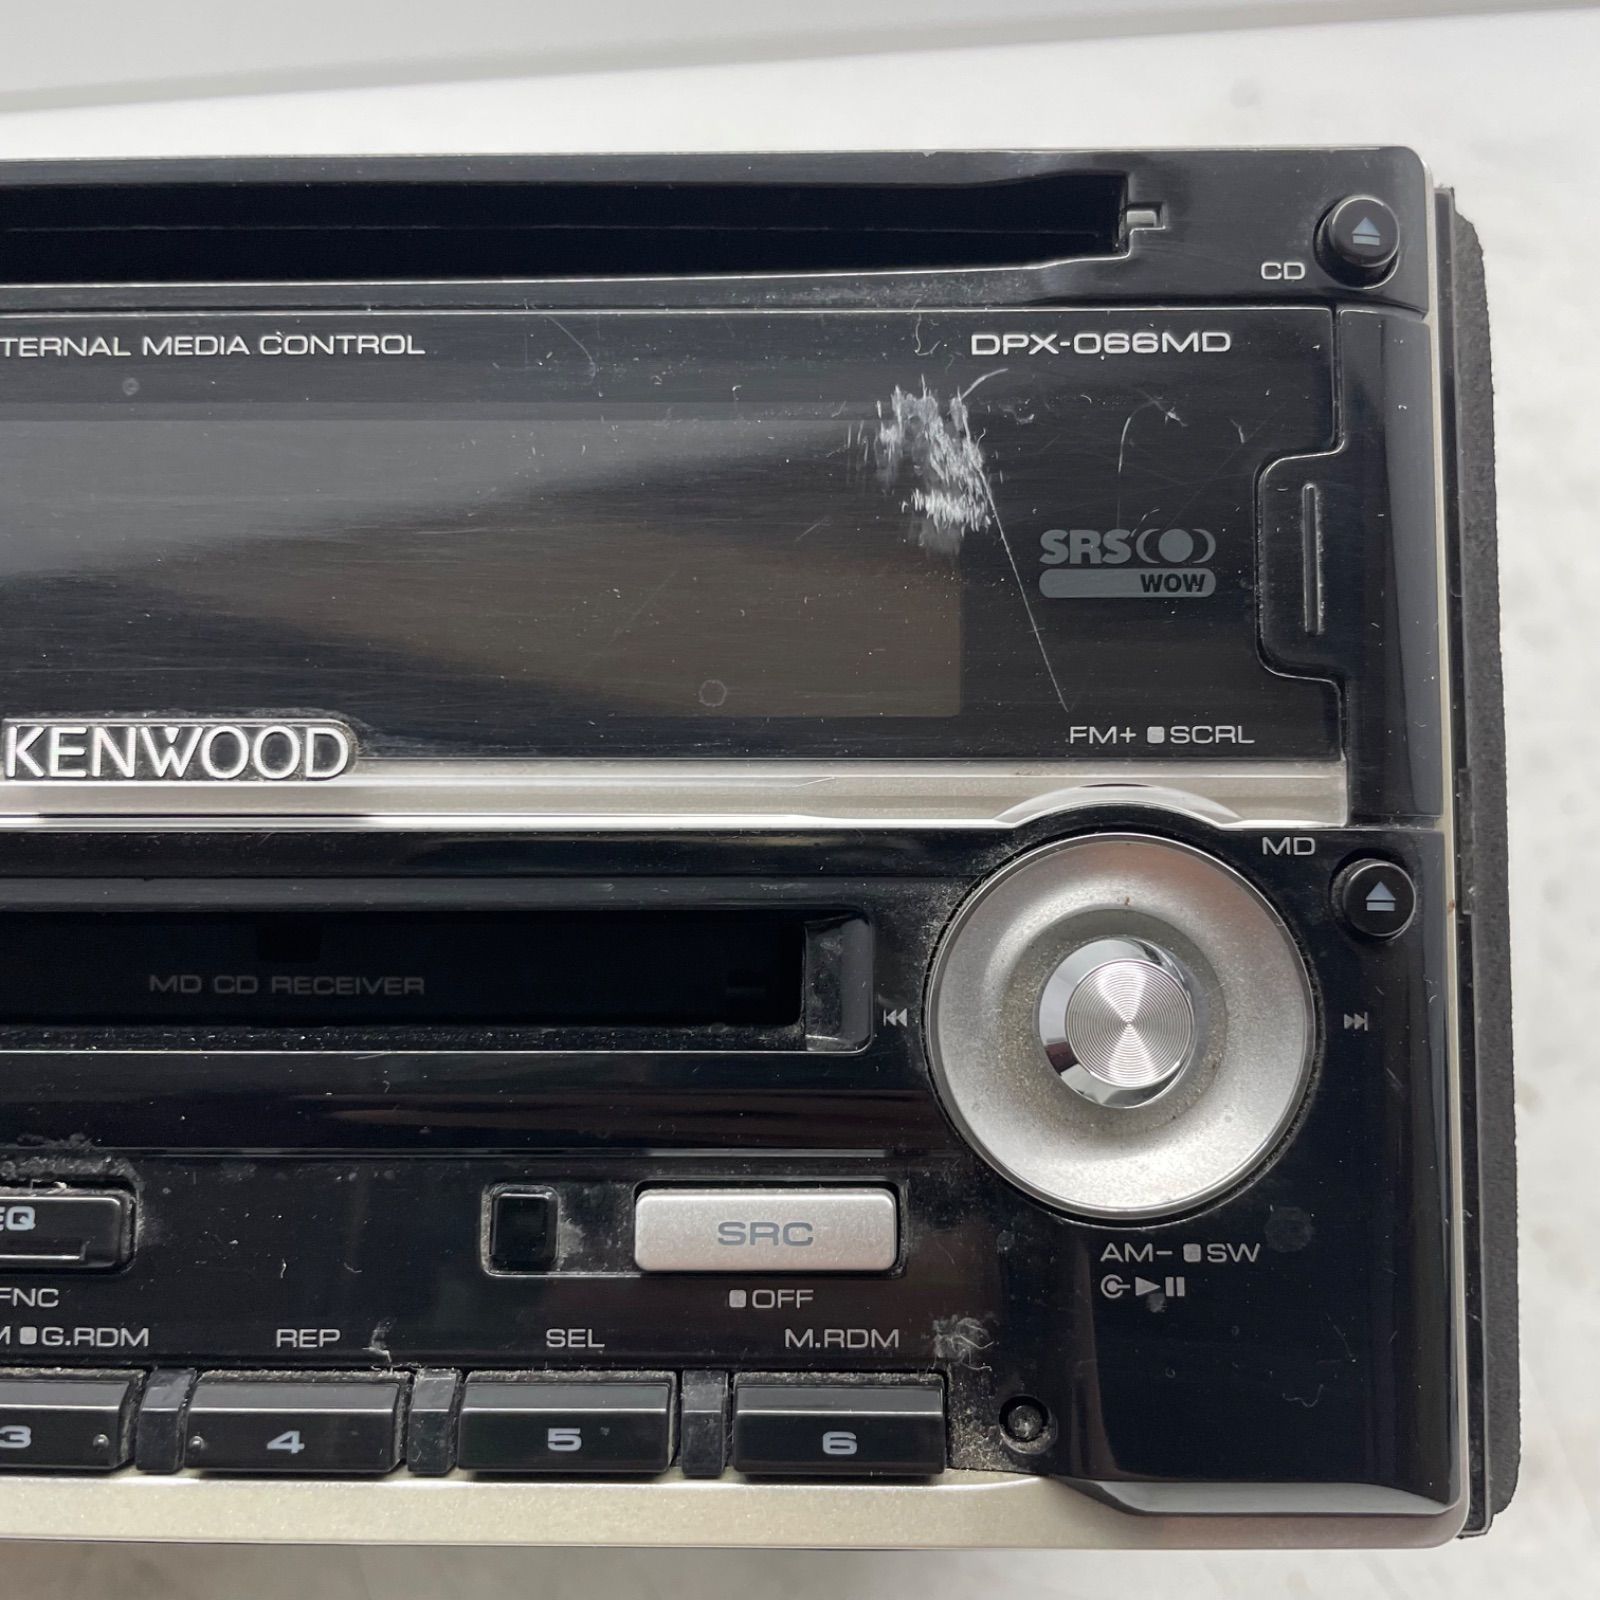 CD
TERNAL MEDIA CONTROL
DPX-066MD
SRS
WOW
FM+ SCRL
KENWOOD
MD
MD CD RECEIVER
EQ
SRC
AM- SW
FNC
OFF
M G.RDM
REP
SEL
M.RDM
3
4
5
6